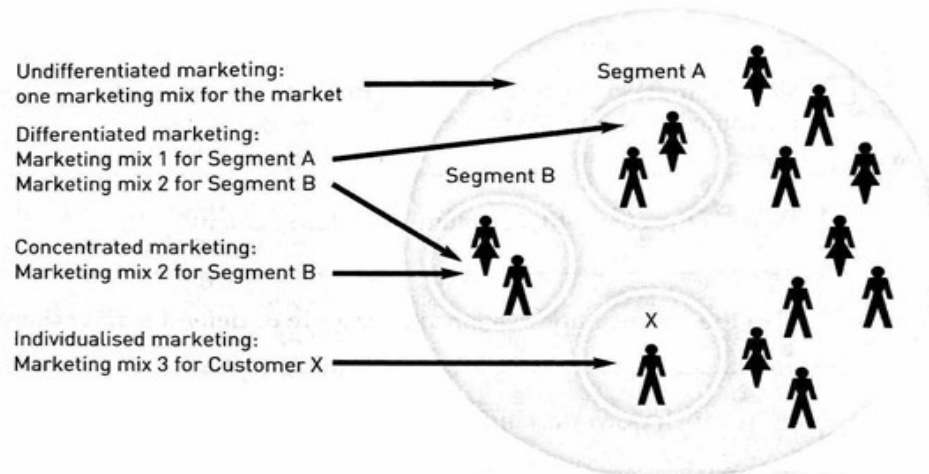 Undifferentiated marketing:
one marketing mix for the market
Differentiated marketing:
Marketing mix 1 for Segment A
Marketing mix 2 for Segment B
Concentrated marketing:
Marketing mix 2 for Segment B
Individualised marketing:
Marketing mix 3 for Customer X
Segment A
Segment B
X